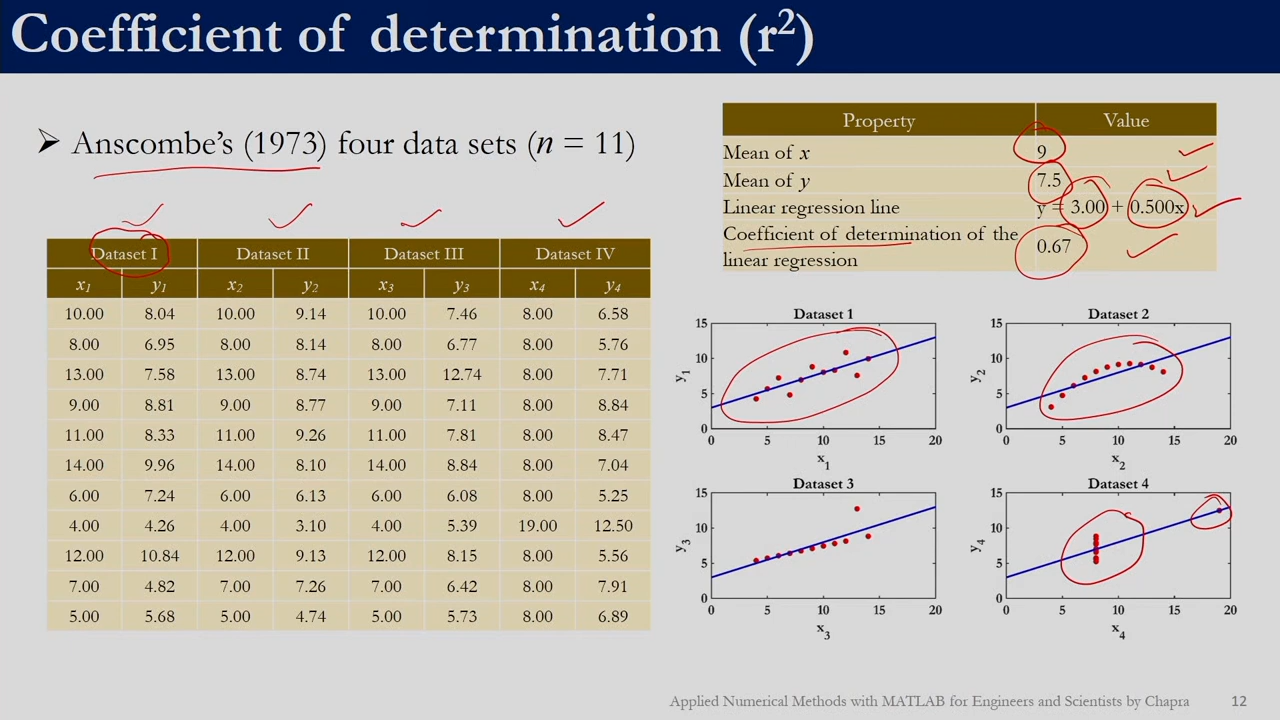 Coefficient of determination (r²)
➢ Anscombe's (1973) four data sets (n = 11)
Dataset I Dataset II Dataset III Dataset IV
x₁ y₁ x₂ y₂ x₃ y₃ x₄ y₄
10.00 8.04 10.00 9.14 10.00 7.46 8.00 6.58
8.00 6.95 8.00 8.14 8.00 6.77 8.00 5.76
13.00 7.58 13.00 8.74 13.00 12.74 8.00 7.71
9.00 8.81 9.00 8.77 9.00 7.11 8.00 8.84
11.00 8.33 11.00 9.26 11.00 7.81 8.00 8.47
14.00 9.96 14.00 8.10 14.00 8.84 8.00 7.04
6.00 7.24 6.00 6.13 6.00 6.08 8.00 5.25
4.00 4.26 4.00 3.10 4.00 5.39 19.00 12.50
12.00 10.84 12.00 9.13 12.00 8.15 8.00 5.56
7.00 4.82 7.00 7.26 7.00 6.42 8.00 7.91
5.00 5.68 5.00 4.74 5.00 5.73 8.00 6.89
Property Value
Mean of x 9
Mean of y 7.5
Linear regression line y = 3.00 + 0.500x
Coefficient of determination of the
linear regression 0.67
Dataset 1
15
10
5
0
y₁
0 5 10 15 20
x₁
Dataset 2
15
10
5
0
y₂
0 5 10 15 20
x₂
Dataset 3
15
10
5
0
y₃
0 5 10 15 20
x₃
Dataset 4
15
10
5
0
y₄
0 5 10 15 20
x₄
Applied Numerical Methods with MATLAB for Engineers and Scientists by Chapra 12